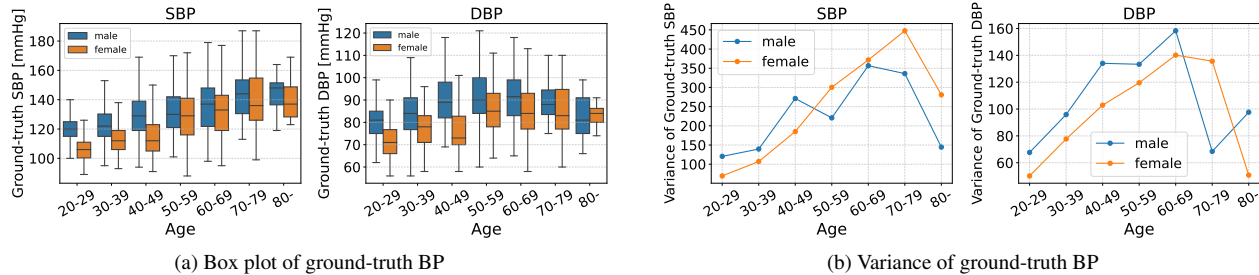 SBP
Ground-truth SBP [mmHg]
180
160
140
120
100
male
female
20-29
30-39
40-49
50-59
60-69
70-79
80-
Age
DBP
Ground-truth DBP [mmHg]
120
110
100
90
80
70
60
male
female
20-29
30-39
40-49
50-59
60-69
70-79
80-
Age
(a) Box plot of ground-truth BP
SBP
Variance of Ground-truth SBP
450
400
350
300
250
200
150
100
male
female
20-29
30-39
40-49
50-59
60-69
70-79
80-
Age
DBP
Variance of Ground-truth DBP
160
140
120
100
80
60
male
female
20-29
30-39
40-49
50-59
60-69
70-79
80-
Age
(b) Variance of ground-truth BP